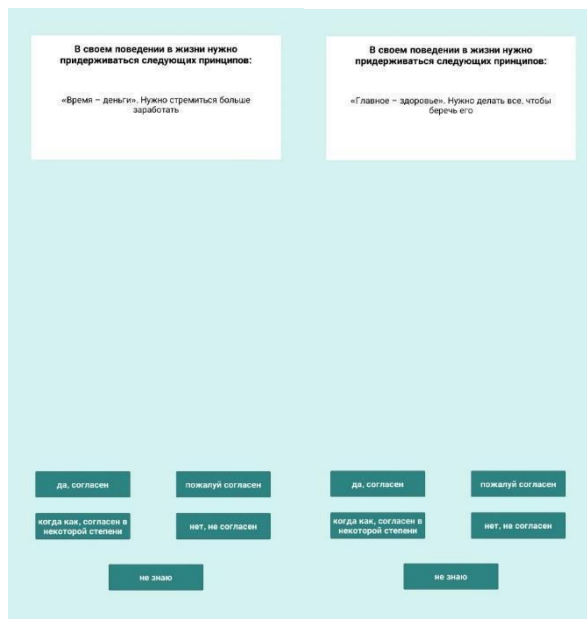 В своем поведении в жизни нужно
придерживаться следующих принципов:
«Время – деньги». Нужно стремиться больше
заработать
да, согласен
пожалуй согласен
когда как, согласен в
некоторой степени
нет, не согласен
не знаю
В своем поведении в жизни нужно
придерживаться следующих принципов:
«Главное – здоровье». Нужно делать все, чтобы
беречь его
да, согласен
пожалуй согласен
когда как, согласен в
некоторой степени
нет, не согласен
не знаю